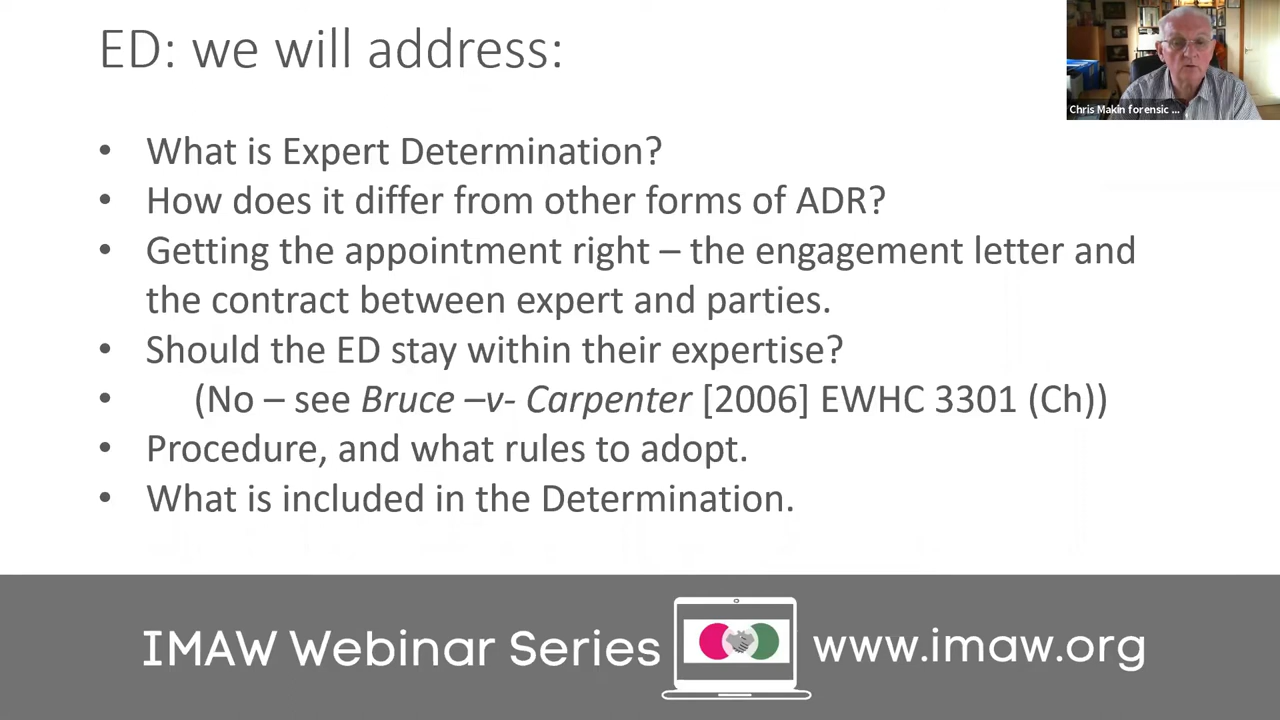 ED: we will address:
Chris Makin forensic ...
• What is Expert Determination?
• How does it differ from other forms of ADR?
• Getting the appointment right – the engagement letter and
the contract between expert and parties.
• Should the ED stay within their expertise?
• (No – see Bruce –v- Carpenter [2006] EWHC 3301 (Ch))
• Procedure, and what rules to adopt.
• What is included in the Determination.
IMAW Webinar Series www.imaw.org